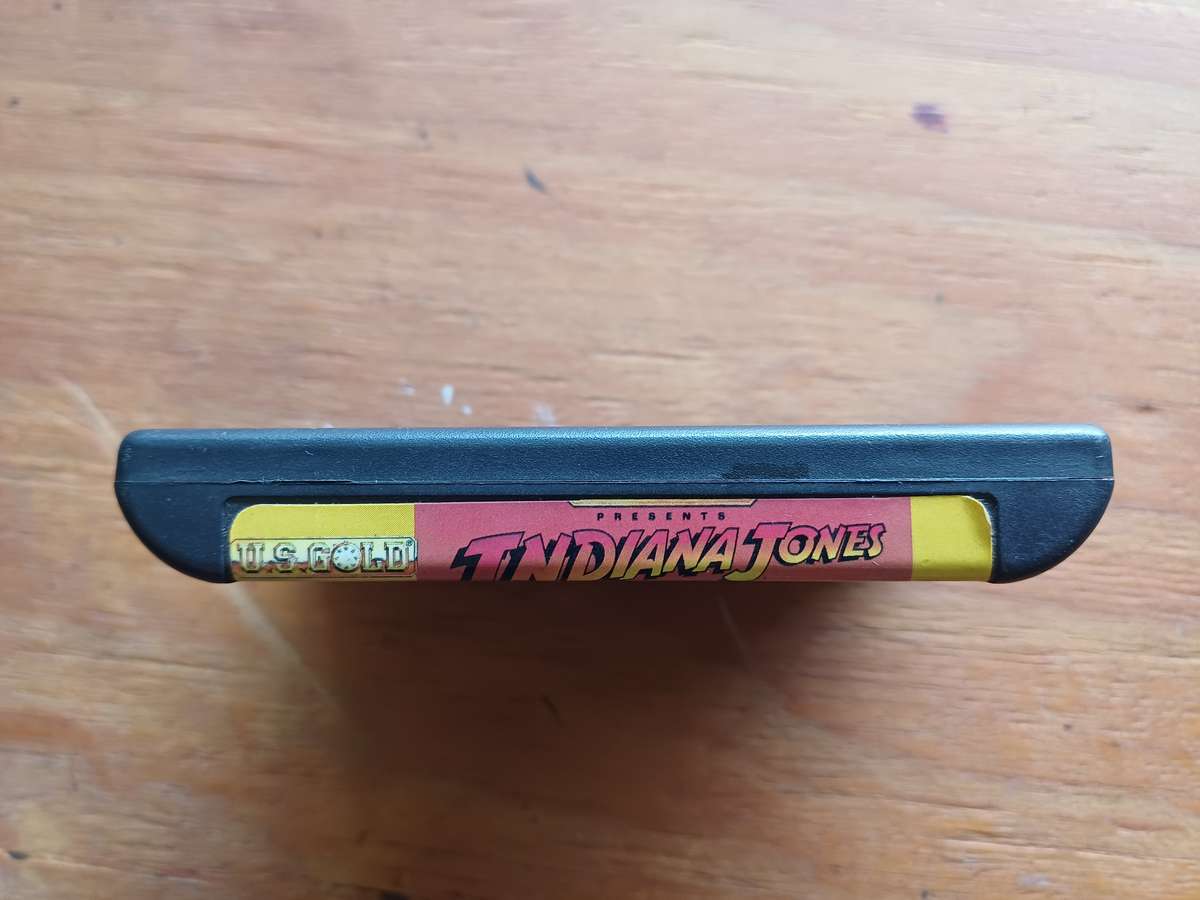 PRESENTS
U.S.GOLD®
INDIANA JONES